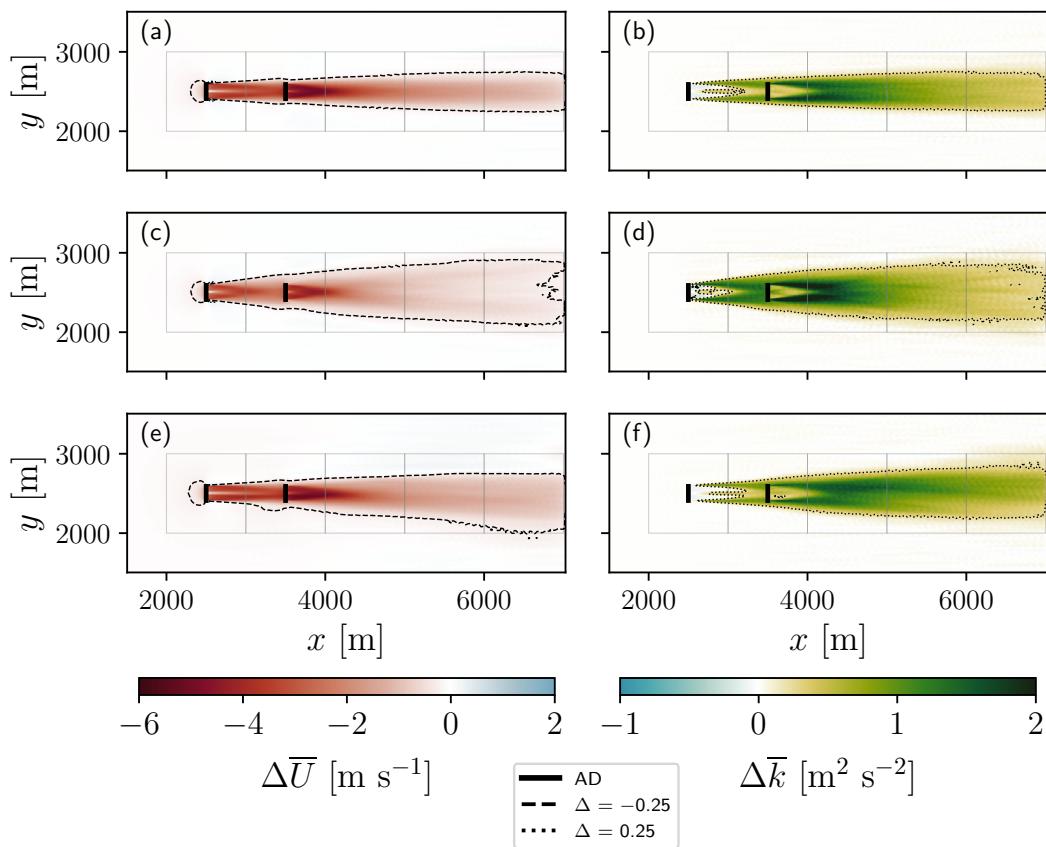 (a)
(b)
3000
y [m]
2000
(c)
(d)
3000
y [m]
2000
(e)
(f)
3000
y [m]
2000
2000 4000 6000 2000 4000 6000
x [m] x [m]
−6 −4 −2 0 2 −1 0 1 2
ΔU̅ [m s⁻¹] Δk̅ [m² s⁻²]
AD
Δ = −0.25
Δ = 0.25